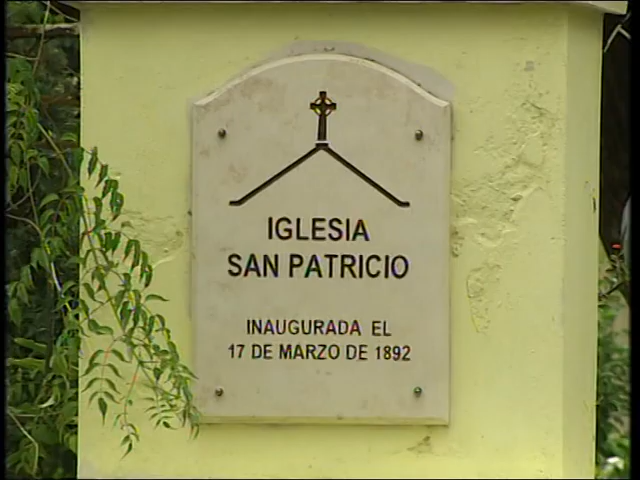 IGLESIA
SAN PATRICIO
INAUGURADA EL
17 DE MARZO DE 1892